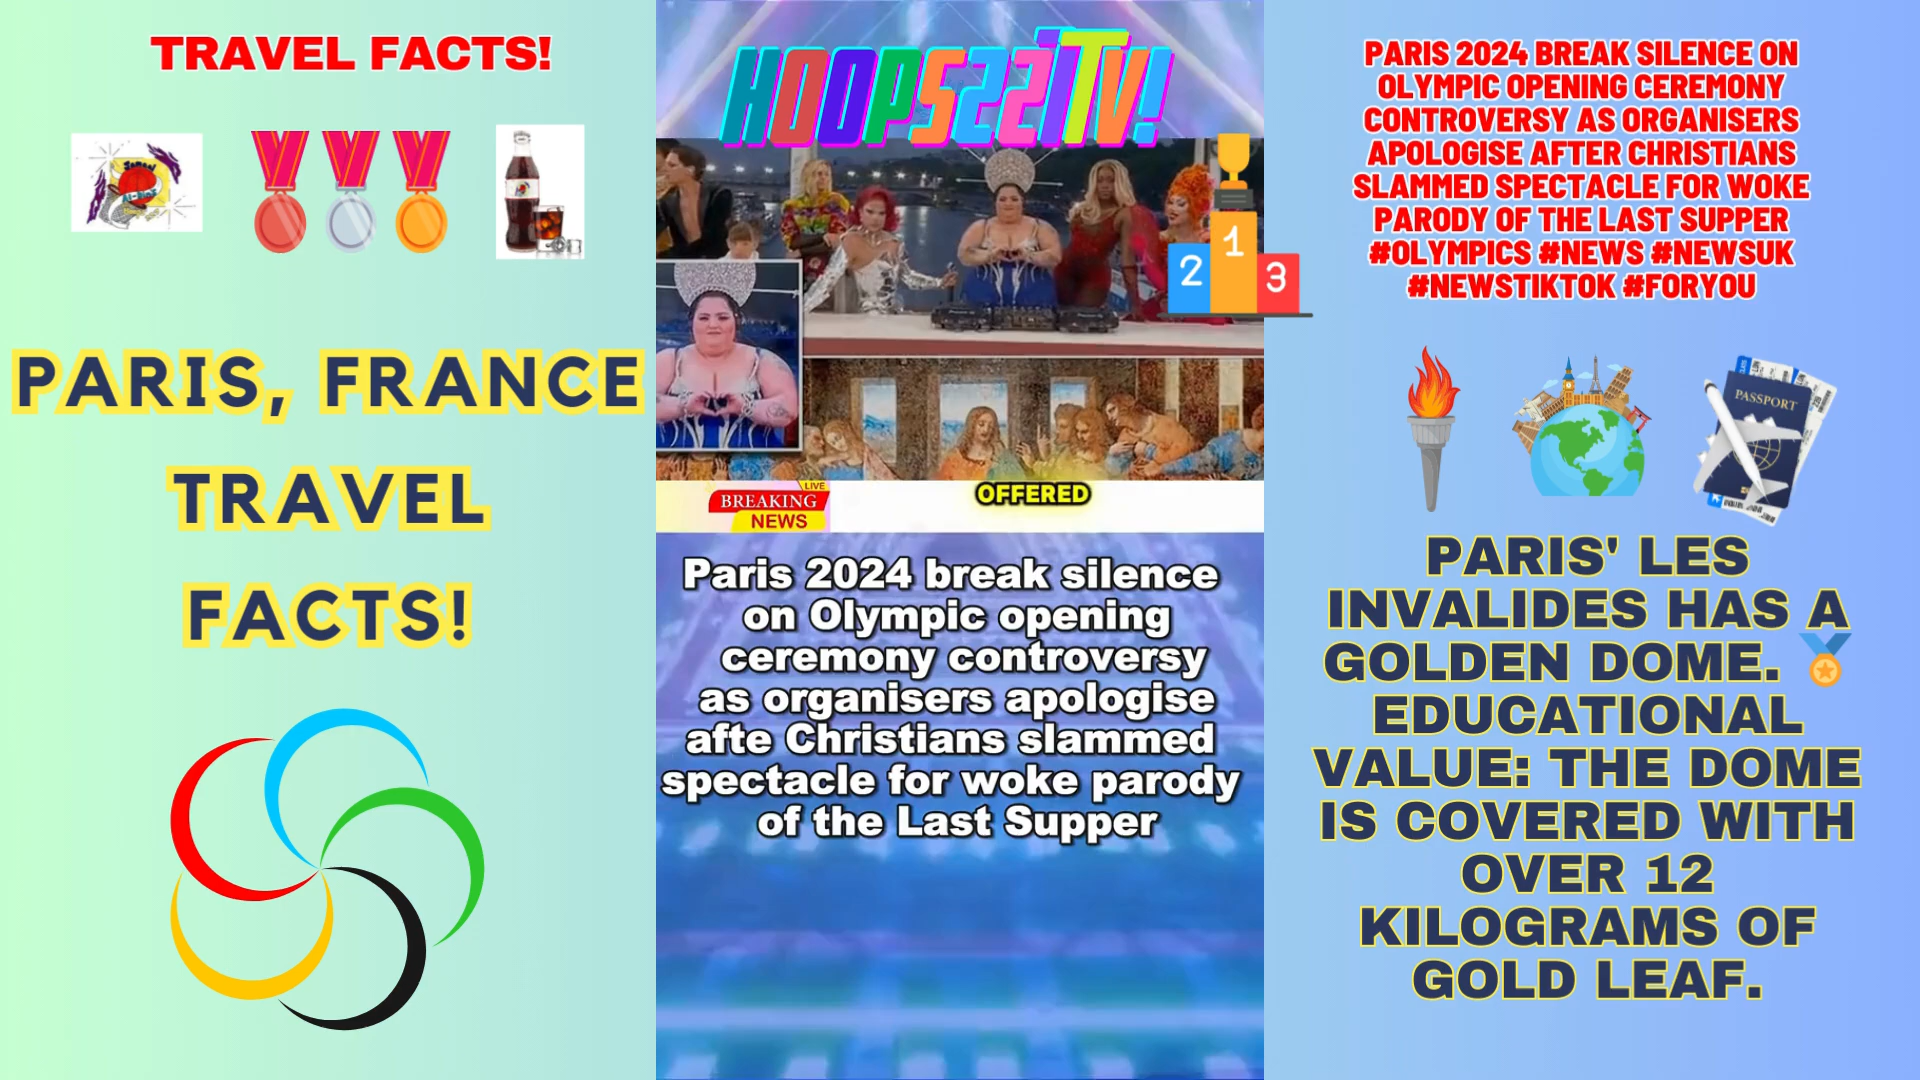 TRAVEL FACTS!
PARIS, FRANCE
TRAVEL
FACTS!
HOOPS22iTV!
1
2
3
LIVE
BREAKING
NEWS
OFFERED
Paris 2024 break silence
on Olympic opening
ceremony controversy
as organisers apologise
afte Christians slammed
spectacle for woke parody
of the Last Supper
PARIS 2024 BREAK SILENCE ON
OLYMPIC OPENING CEREMONY
CONTROVERSY AS ORGANISERS
APOLOGISE AFTER CHRISTIANS
SLAMMED SPECTACLE FOR WOKE
PARODY OF THE LAST SUPPER
#OLYMPICS #NEWS #NEWSUK
#NEWSTIKTOK #FORYOU
PASSPORT
PARIS' LES
INVALIDES HAS A
GOLDEN DOME.
EDUCATIONAL
VALUE: THE DOME
IS COVERED WITH
OVER 12
KILOGRAMS OF
GOLD LEAF.